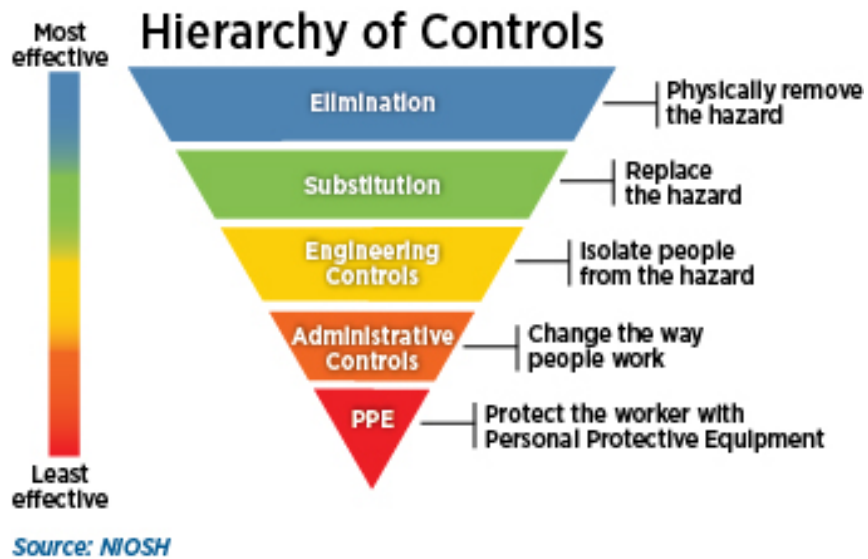 Hierarchy of Controls
Most
effective
Elimination
Physically remove
the hazard
Substitution
Replace
the hazard
Engineering
Controls
Isolate people
from the hazard
Administrative
Controls
Change the way
people work
PPE
Protect the worker with
Personal Protective Equipment
Least
effective
Source: NIOSH